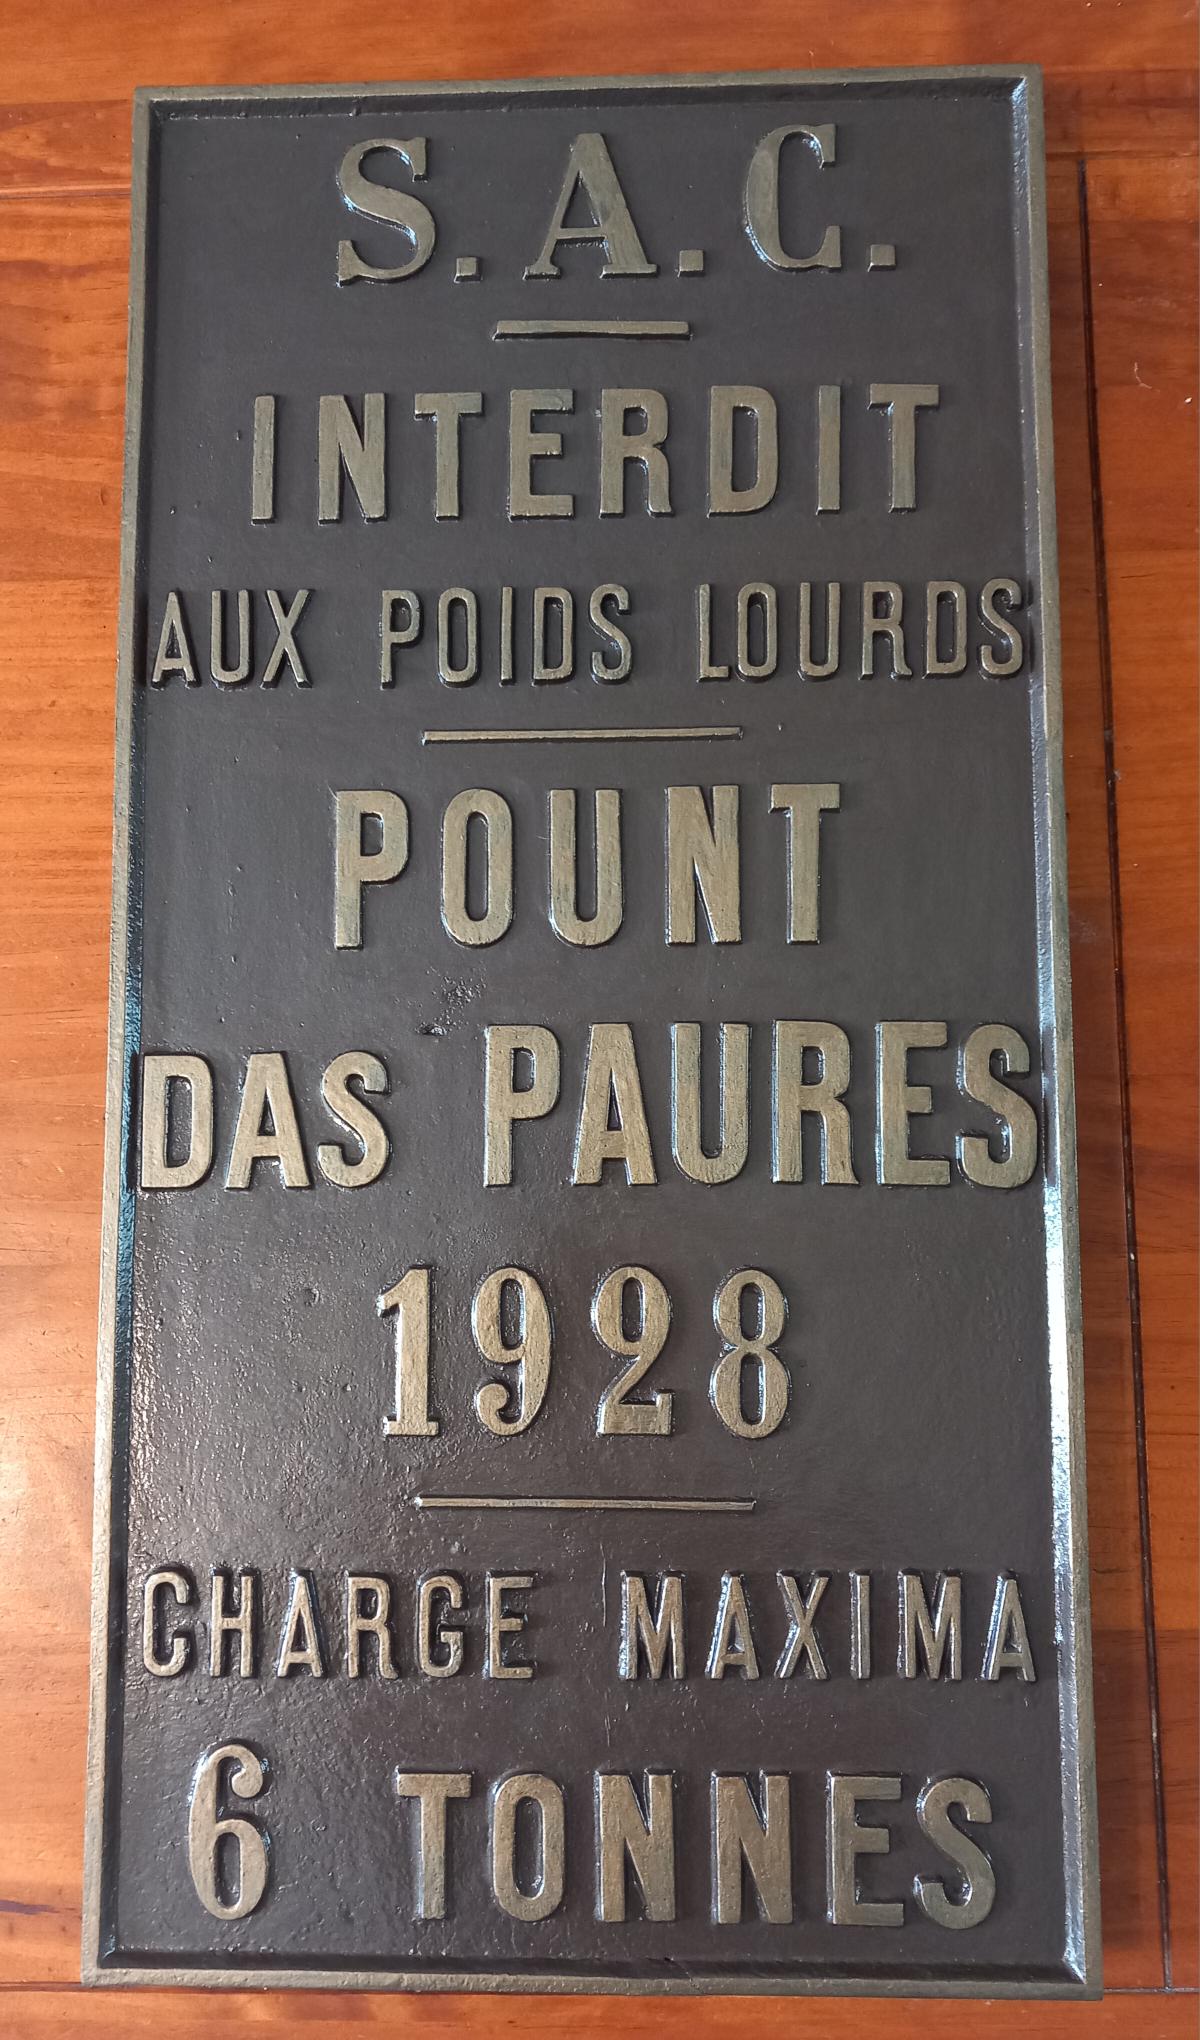 S. A. C.
INTERDIT
AUX POIDS LOURDS
POUNT
DAS PAURES
1928
CHARGE MAXIMA
6 TONNES